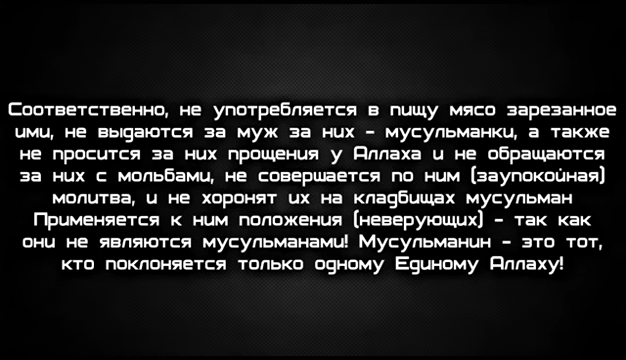 Соответственно, не употребляется в пищу мясо зарезанное
ими, не выдаются за муж за них - мусульманки, а также
не просится за них прощения у Аллаха и не обращаются
за них с мольбами, не совершается по ним (заупокойная)
молитва, и не хоронят их на кладбищах мусульман
Применяется к ним положения (неверующих) - так как
они не являются мусульманами! Мусульманин - это тот,
кто поклоняется только одному Единому Аллаху!